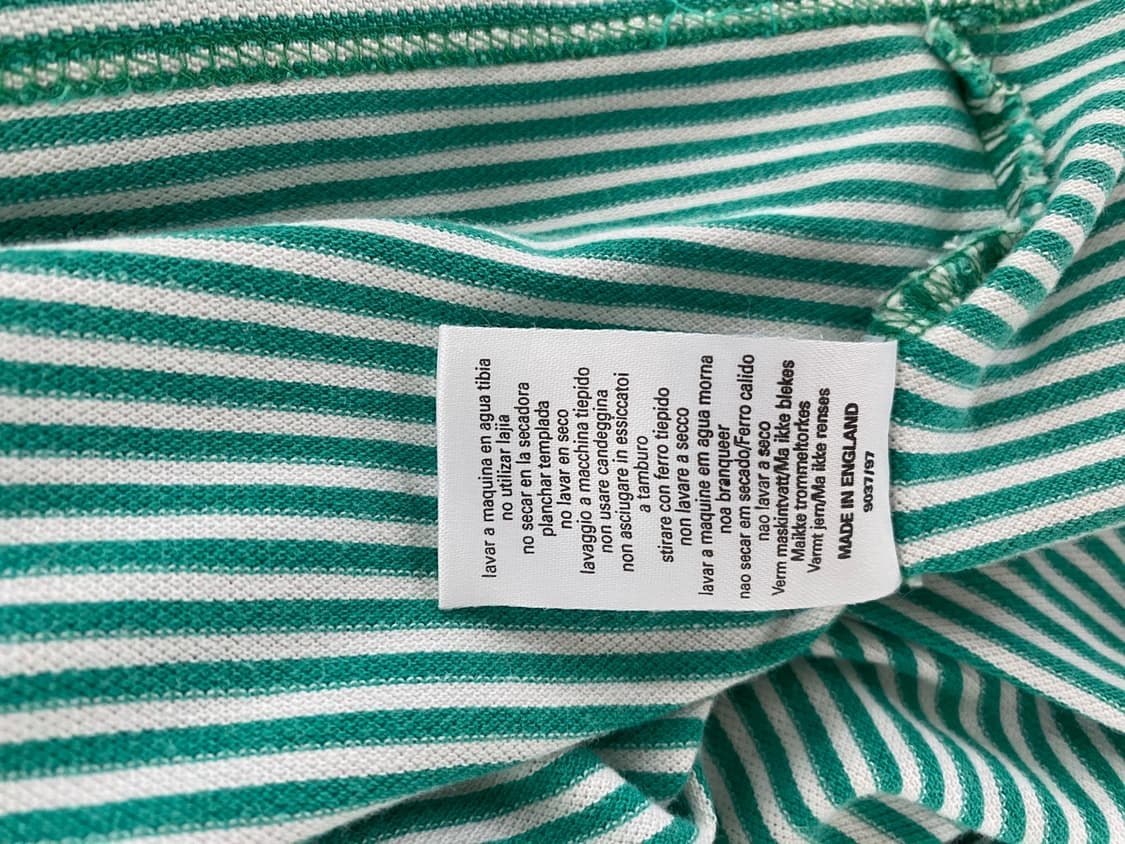 lavar a maquina en agua tibia
no utilizar lajia
no secar en la secadora
planchar templada
no lavar en seco
lavaggio a macchina tiepido
non usare candeggina
non asciugare in essiccatoi
a tamburo
stirare con ferro tiepido
non lavare a secco
lavar a maquine em agua morna
noa branqueer
nao secar em secado/Ferro calido
nao lavar a seco
Verm maskintvatt/Ma ikke blekes
Maikke trommeltorkes
Varmt jern/Ma ikke renses
MADE IN ENGLAND
9037/97